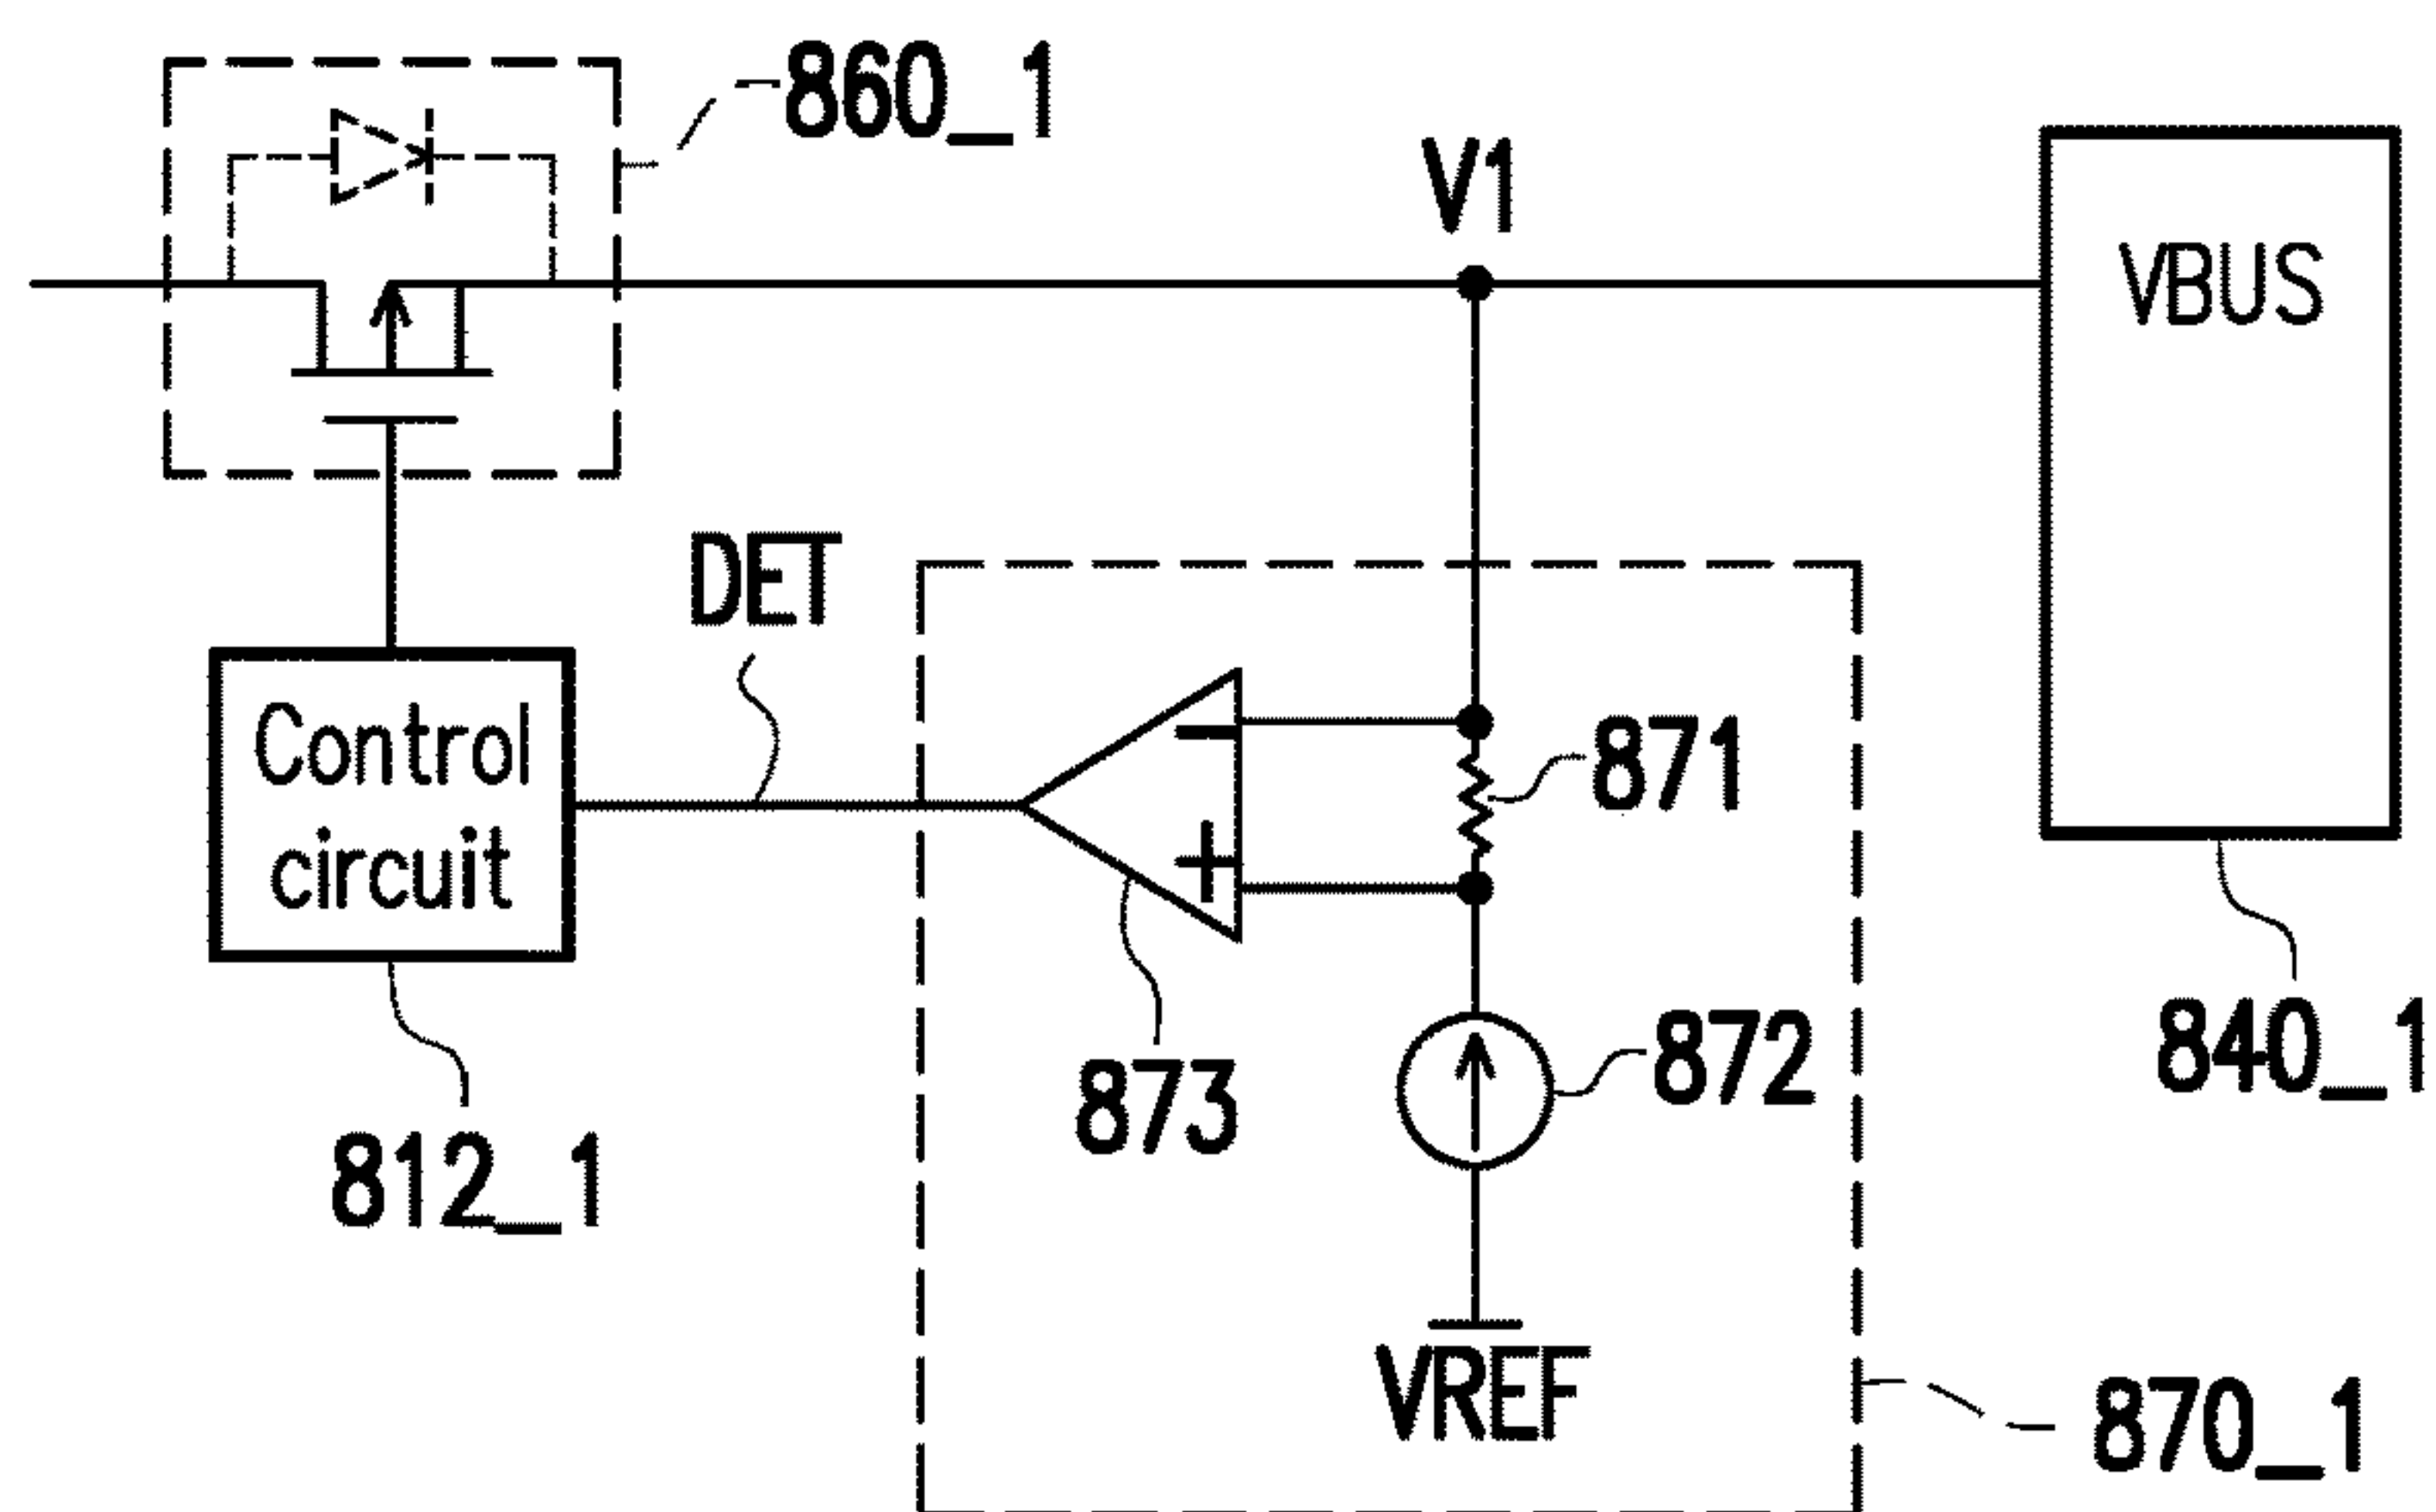 860_1
V1
VBUS
DET
Control
circuit
871
872
873
840_1
812_1
VREF
870_1